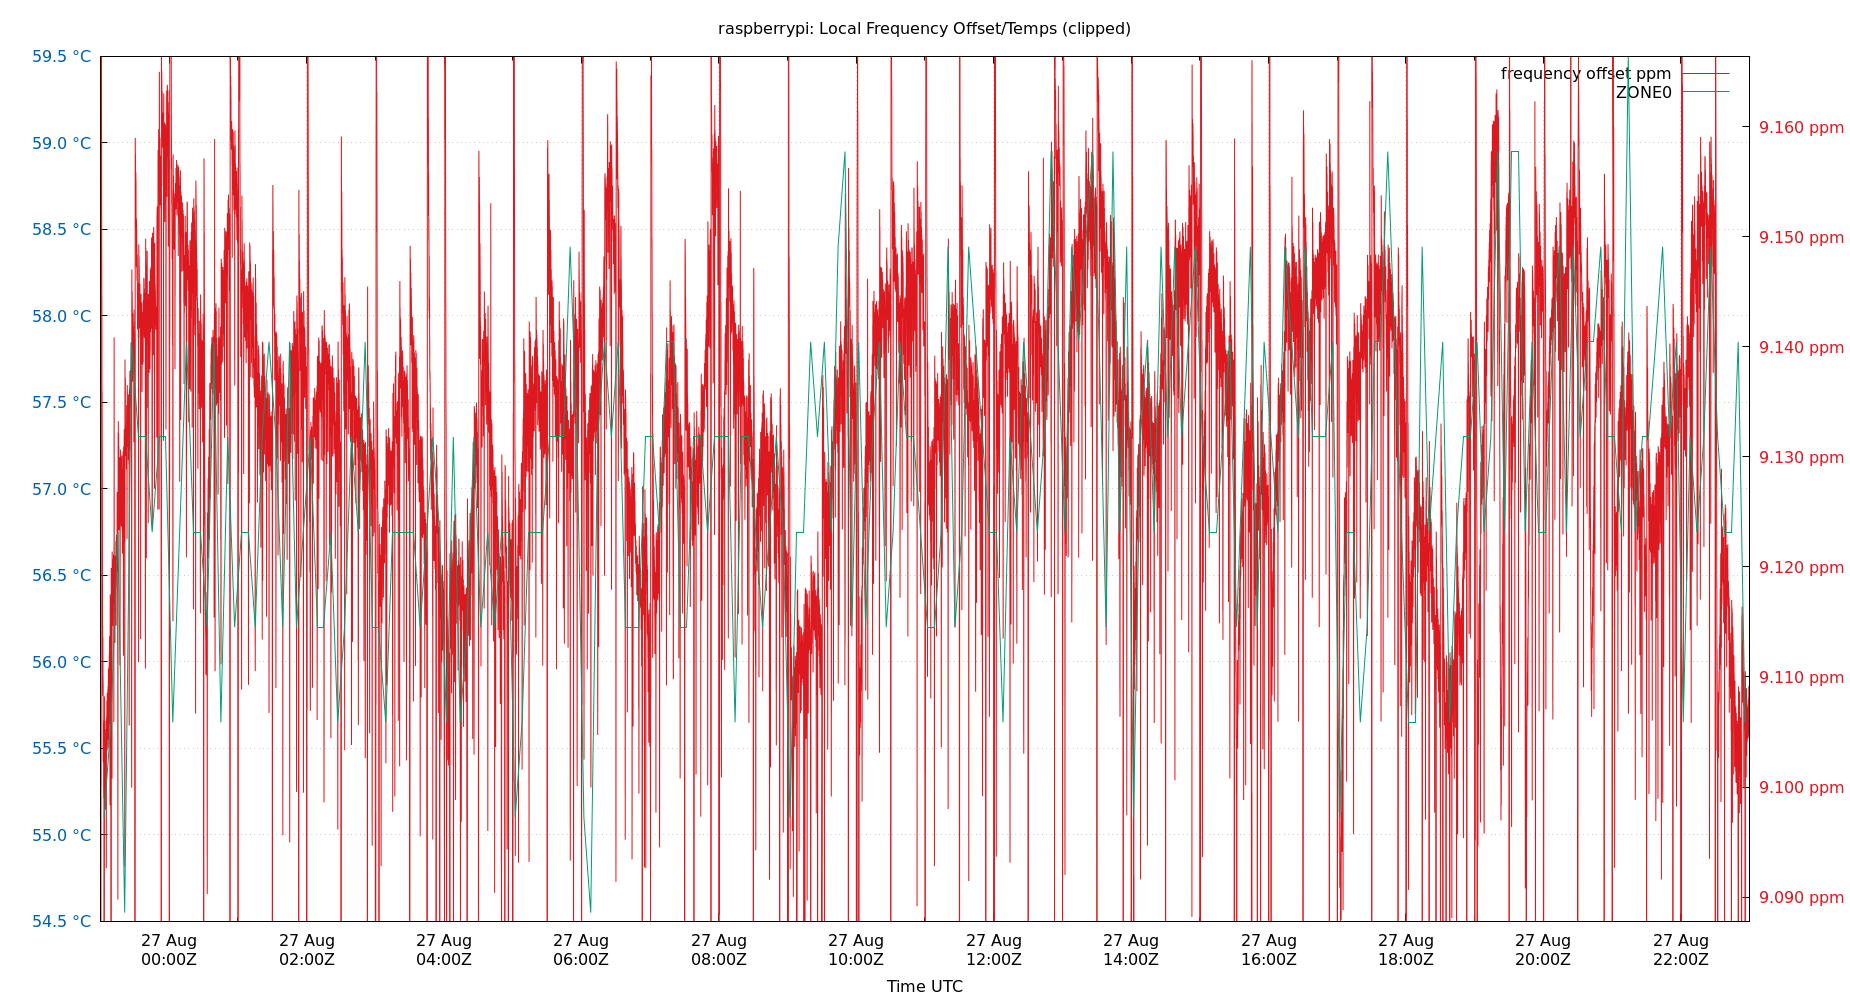 raspberrypi: Local Frequency Offset/Temps (clipped)
59.5 °C
59.0 °C
58.5 °C
58.0 °C
57.5 °C
57.0 °C
56.5 °C
56.0 °C
55.5 °C
55.0 °C
54.5 °C
frequency offset ppm
ZONE0
9.160 ppm
9.150 ppm
9.140 ppm
9.130 ppm
9.120 ppm
9.110 ppm
9.100 ppm
9.090 ppm
27 Aug 27 Aug 27 Aug 27 Aug 27 Aug 27 Aug 27 Aug 27 Aug 27 Aug 27 Aug 27 Aug 27 Aug
00:00Z 02:00Z 04:00Z 06:00Z 08:00Z 10:00Z 12:00Z 14:00Z 16:00Z 18:00Z 20:00Z 22:00Z
Time UTC